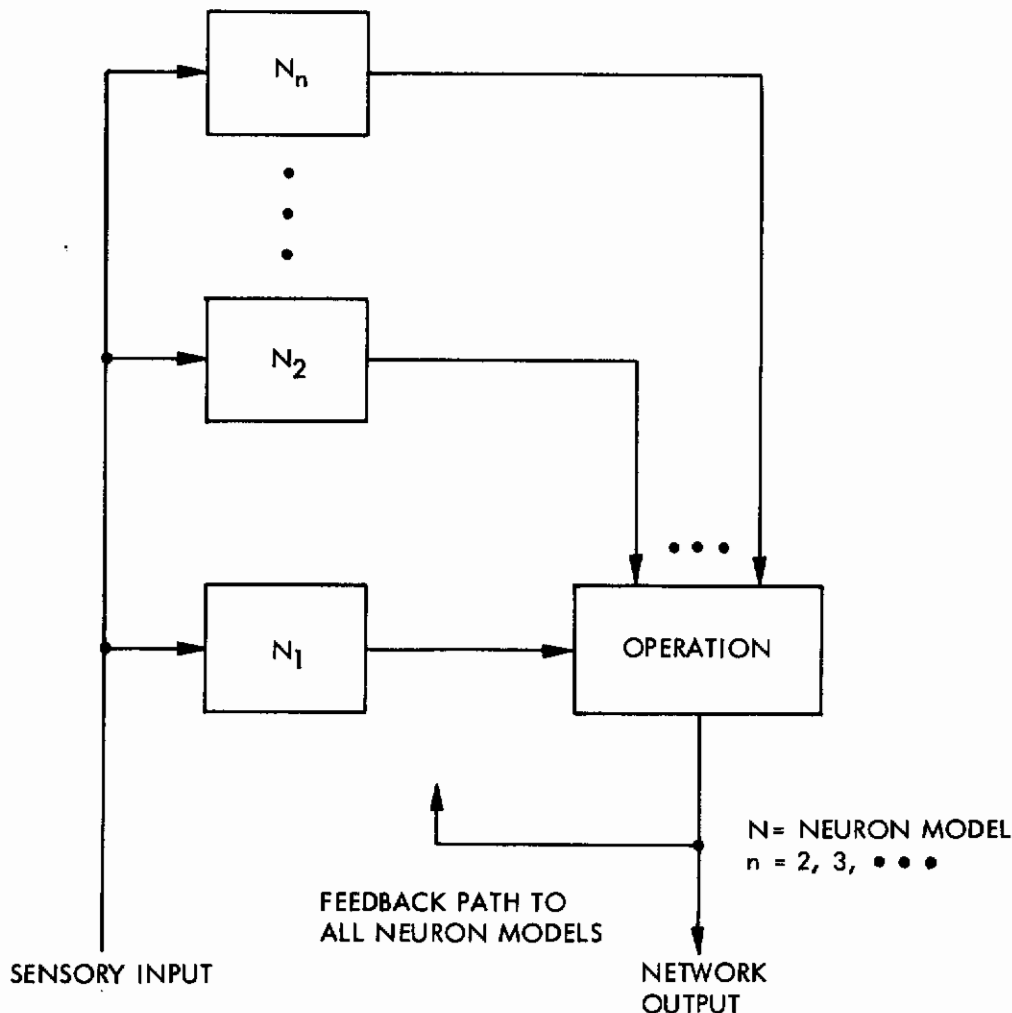 Nn
N2
N1
OPERATION
N= NEURON MODEL
n = 2, 3, • • •
FEEDBACK PATH TO
ALL NEURON MODELS
SENSORY INPUT
NETWORK
OUTPUT